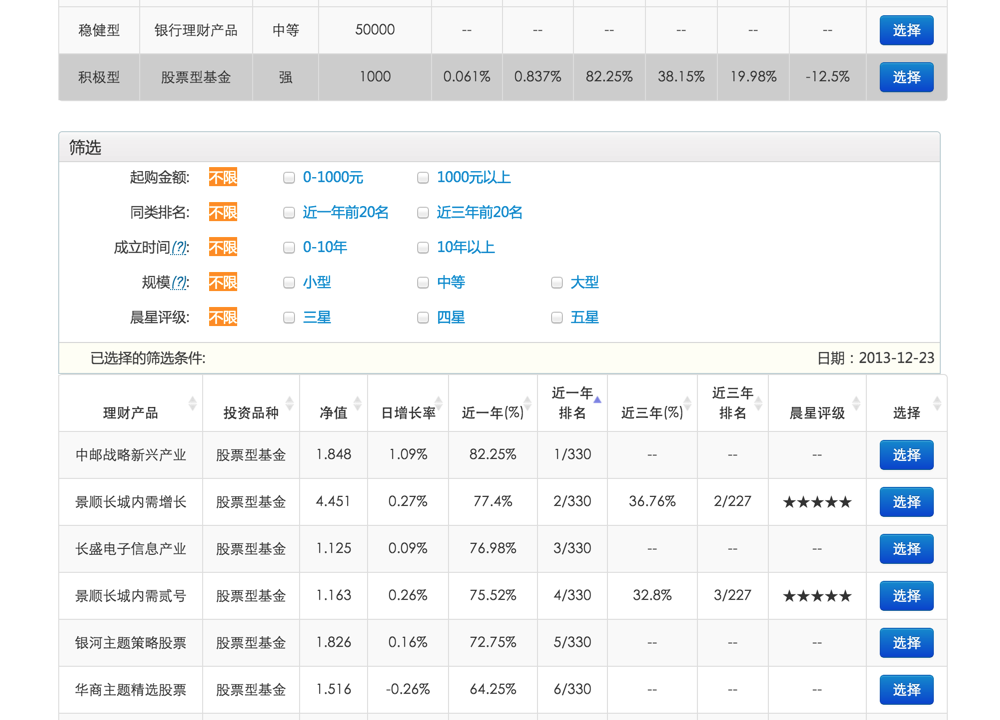 稳健型 银行理财产品 中等 50000 -- -- -- -- -- -- 选择
积极型 股票型基金 强 1000 0.061% 0.837% 82.25% 38.15% 19.98% -12.5% 选择
筛选
起购金额: 不限 0-1000元 1000元以上
同类排名: 不限 近一年前20名 近三年前20名
成立时间(?): 不限 0-10年 10年以上
规模(?): 不限 小型 中等 大型
晨星评级: 不限 三星 四星 五星
已选择的筛选条件: 日期：2013-12-23
理财产品 投资品种 净值 日增长率 近一年(%) 近一年排名 近三年(%) 近三年排名 晨星评级 选择
中邮战略新兴产业 股票型基金 1.848 1.09% 82.25% 1/330 -- -- -- 选择
景顺长城内需增长 股票型基金 4.451 0.27% 77.4% 2/330 36.76% 2/227 ★★★★★ 选择
长盛电子信息产业 股票型基金 1.125 0.09% 76.98% 3/330 -- -- -- 选择
景顺长城内需贰号 股票型基金 1.163 0.26% 75.52% 4/330 32.8% 3/227 ★★★★★ 选择
银河主题策略股票 股票型基金 1.826 0.16% 72.75% 5/330 -- -- -- 选择
华商主题精选股票 股票型基金 1.516 -0.26% 64.25% 6/330 -- -- -- 选择